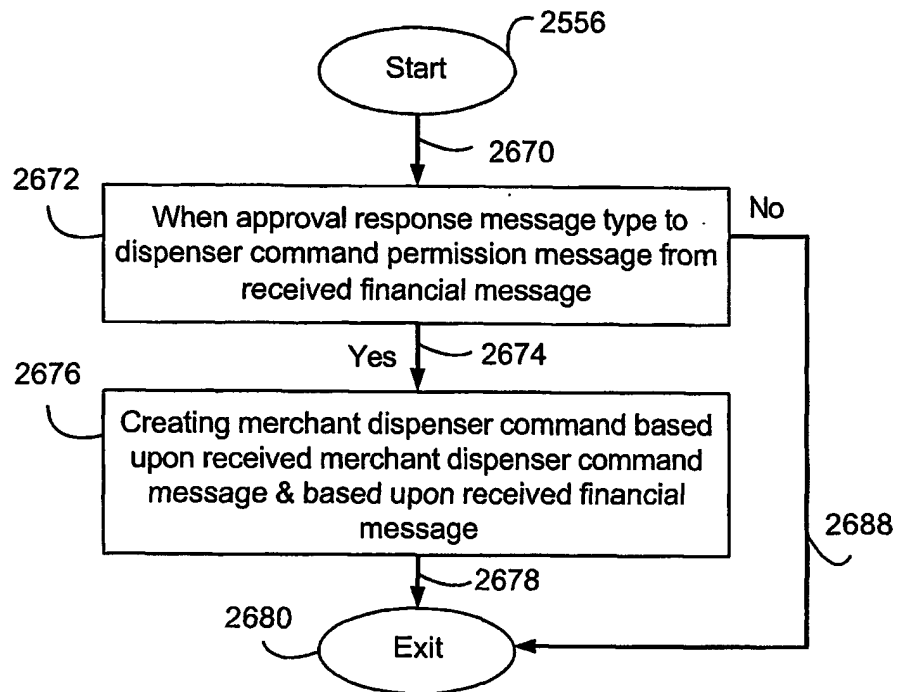 2556
Start
2670
2672
When approval response message type to
dispenser command permission message from
received financial message
No
Yes
2674
2676
Creating merchant dispenser command based
upon received merchant dispenser command
message & based upon received financial
message
2688
2678
2680
Exit